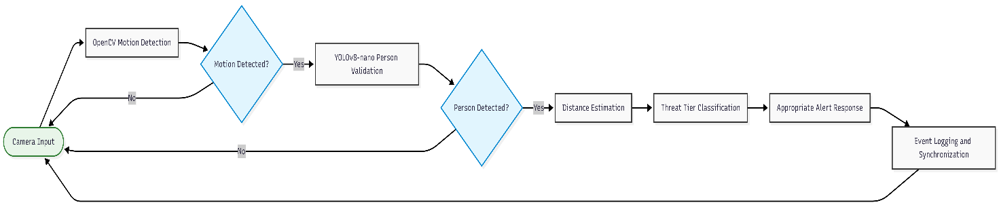 OpenCV Motion Detection
Motion Detected?
Yes
YOLOv8-nano Person
Validation
No
Person Detected?
Yes
Distance Estimation
Threat Tier Classification
Appropriate Alert Response
Camera Input
No
Event Logging and
Synchronization